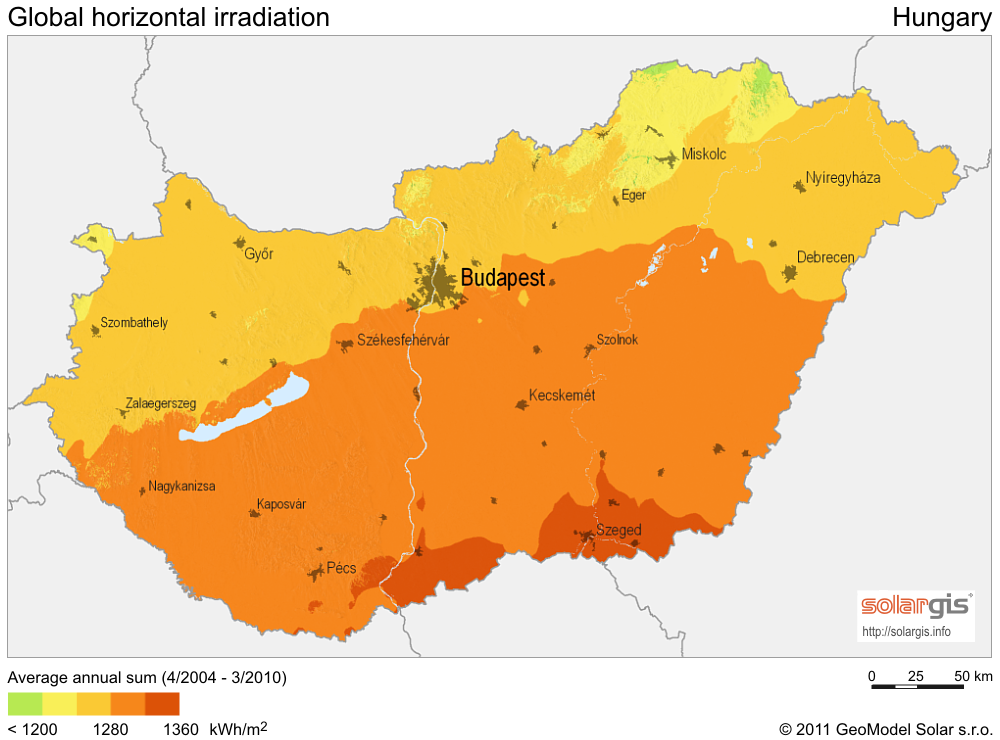 Global horizontal irradiation
Hungary
Miskolc
Nyíregyháza
Eger
Győr
Debrecen
Budapest
Szombathely
Székesfehérvár
Szolnok
Zalaegerszeg
Kecskemét
Nagykanizsa
Kaposvár
Szeged
Pécs
solargis
http://solargis.info
Average annual sum (4/2004 - 3/2010)
0 25 50 km
< 1200 1280 1360 kWh/m²
© 2011 GeoModel Solar s.r.o.